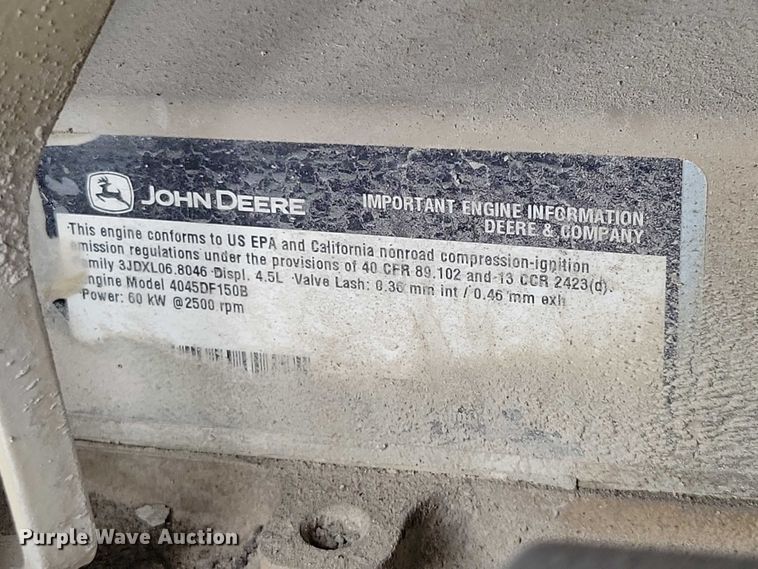 JOHN DEERE
IMPORTANT ENGINE INFORMATION
DEERE & COMPANY
This engine conforms to US EPA and California nonroad compression-ignition
emission regulations under the provisions of 40 CFR 89.102 and 13 CCR 2423(d).
Family 3JDXL06.8046 Displ. 4.5L Valve Lash: 0.36 mm int / 0.46 mm exh
Engine Model 4045DF150B
Power: 60 kW @2500 rpm
Purple Wave Auction